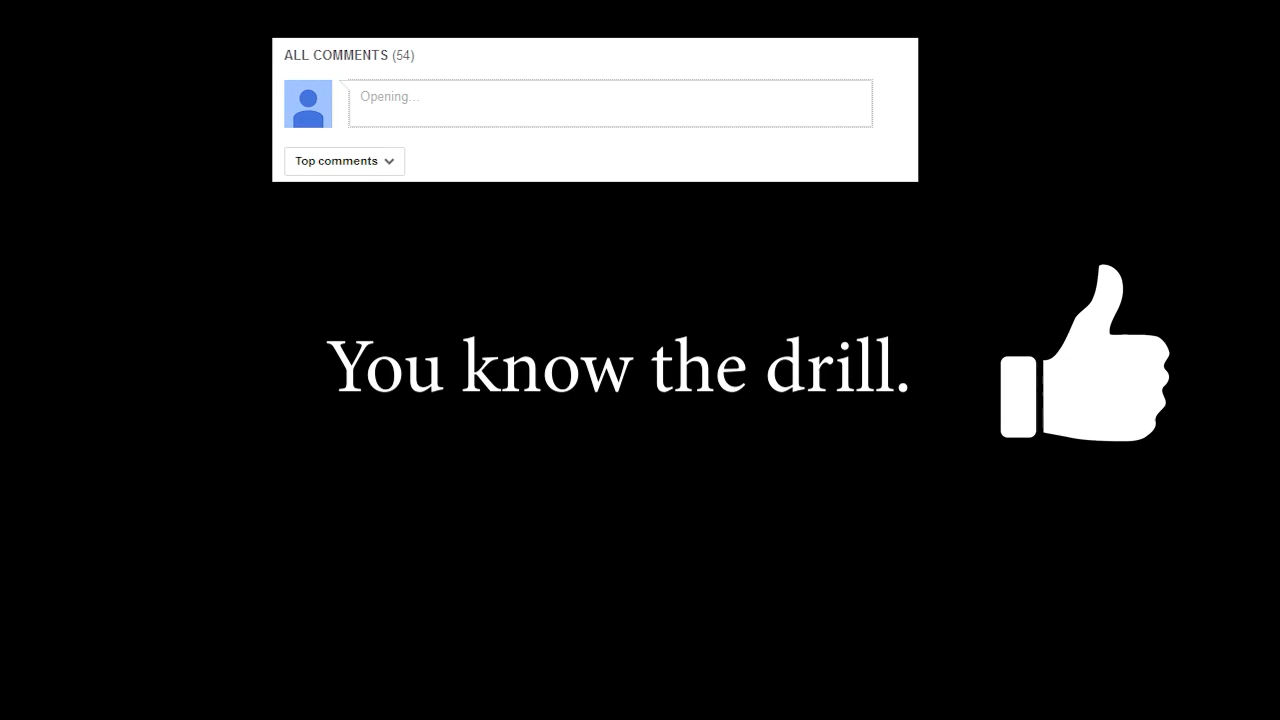 ALL COMMENTS (54)
Opening...
Top comments
You know the drill.